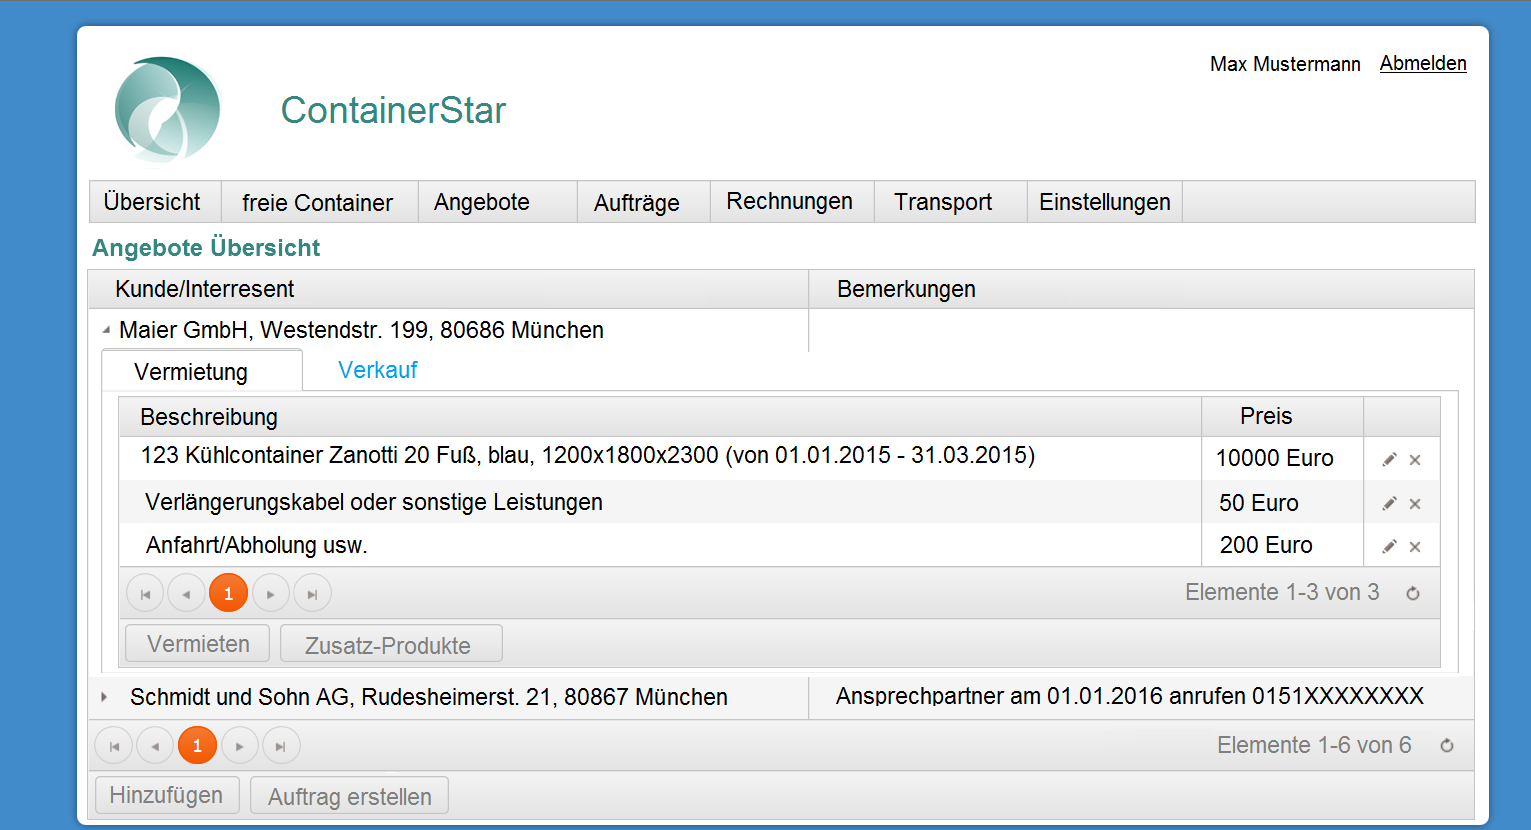 Max Mustermann Abmelden
ContainerStar
Übersicht freie Container Angebote Aufträge Rechnungen Transport Einstellungen
Angebote Übersicht
Kunde/Interresent Bemerkungen
Maier GmbH, Westendstr. 199, 80686 München
Vermietung Verkauf
Beschreibung Preis
123 Kühlcontainer Zanotti 20 Fuß, blau, 1200x1800x2300 (von 01.01.2015 - 31.03.2015) 10000 Euro
Verlängerungskabel oder sonstige Leistungen 50 Euro
Anfahrt/Abholung usw. 200 Euro
1 Elemente 1-3 von 3
Vermieten Zusatz-Produkte
Schmidt und Sohn AG, Rudesheimerst. 21, 80867 München Ansprechpartner am 01.01.2016 anrufen 0151XXXXXXXX
1 Elemente 1-6 von 6
Hinzufügen Auftrag erstellen